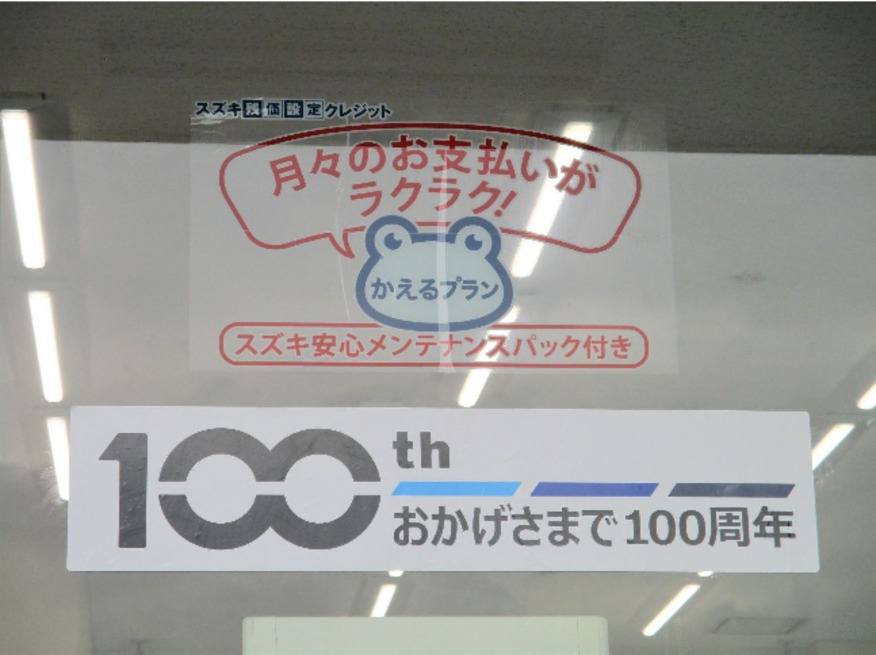 スズキ残価設定クレジット
月々のお支払いが
ラクラク!
かえるプラン
スズキ安心メンテナンスパック付き
100th
おかげさまで100周年